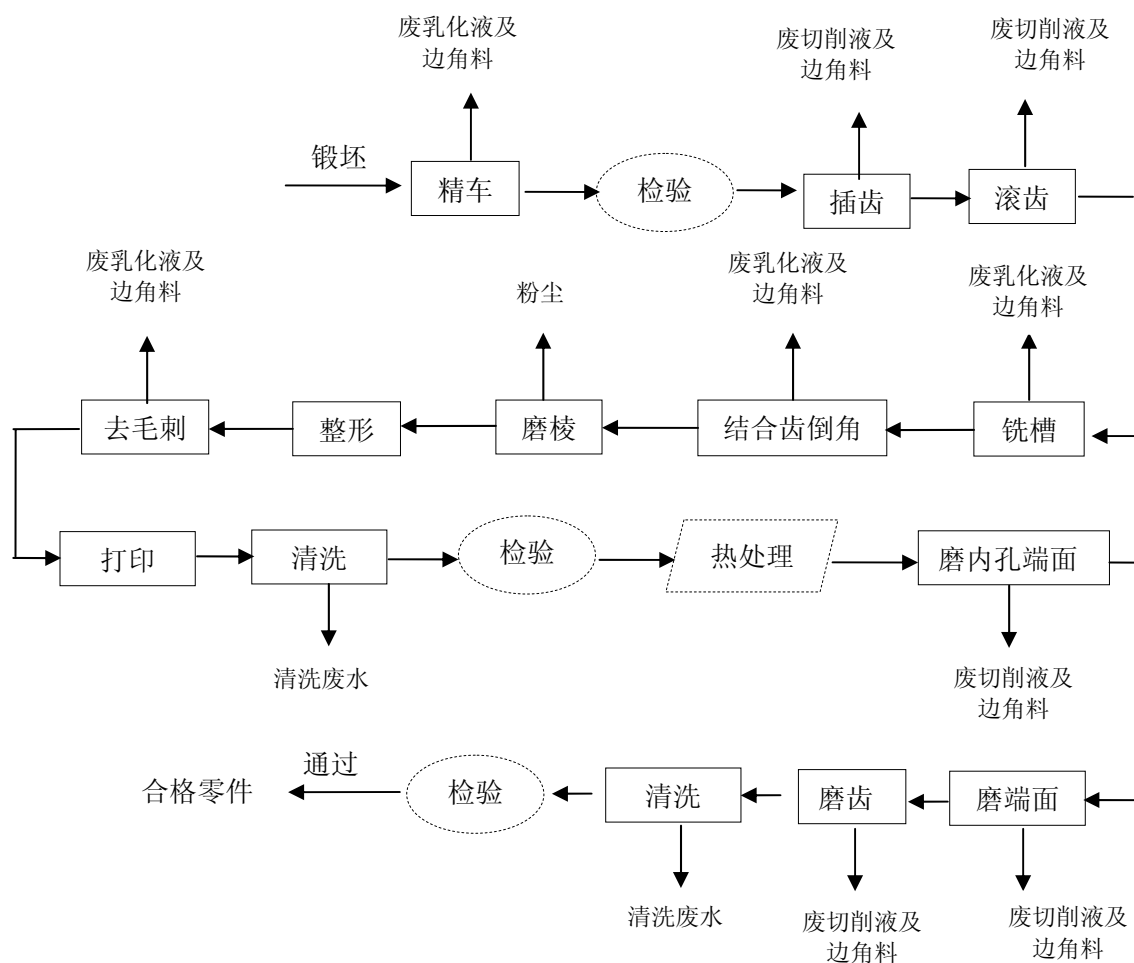 废乳化液及
边角料
废切削液及
边角料
废切削液及
边角料
锻坯
精车
检验
插齿
滚齿
废乳化液及
边角料
粉尘
废乳化液及
边角料
废乳化液及
边角料
去毛刺
整形
磨棱
结合齿倒角
铣槽
打印
清洗
检验
热处理
磨内孔端面
清洗废水
废切削液及
边角料
合格零件
通过
检验
清洗
磨齿
磨端面
清洗废水
废切削液及
边角料
废切削液及
边角料